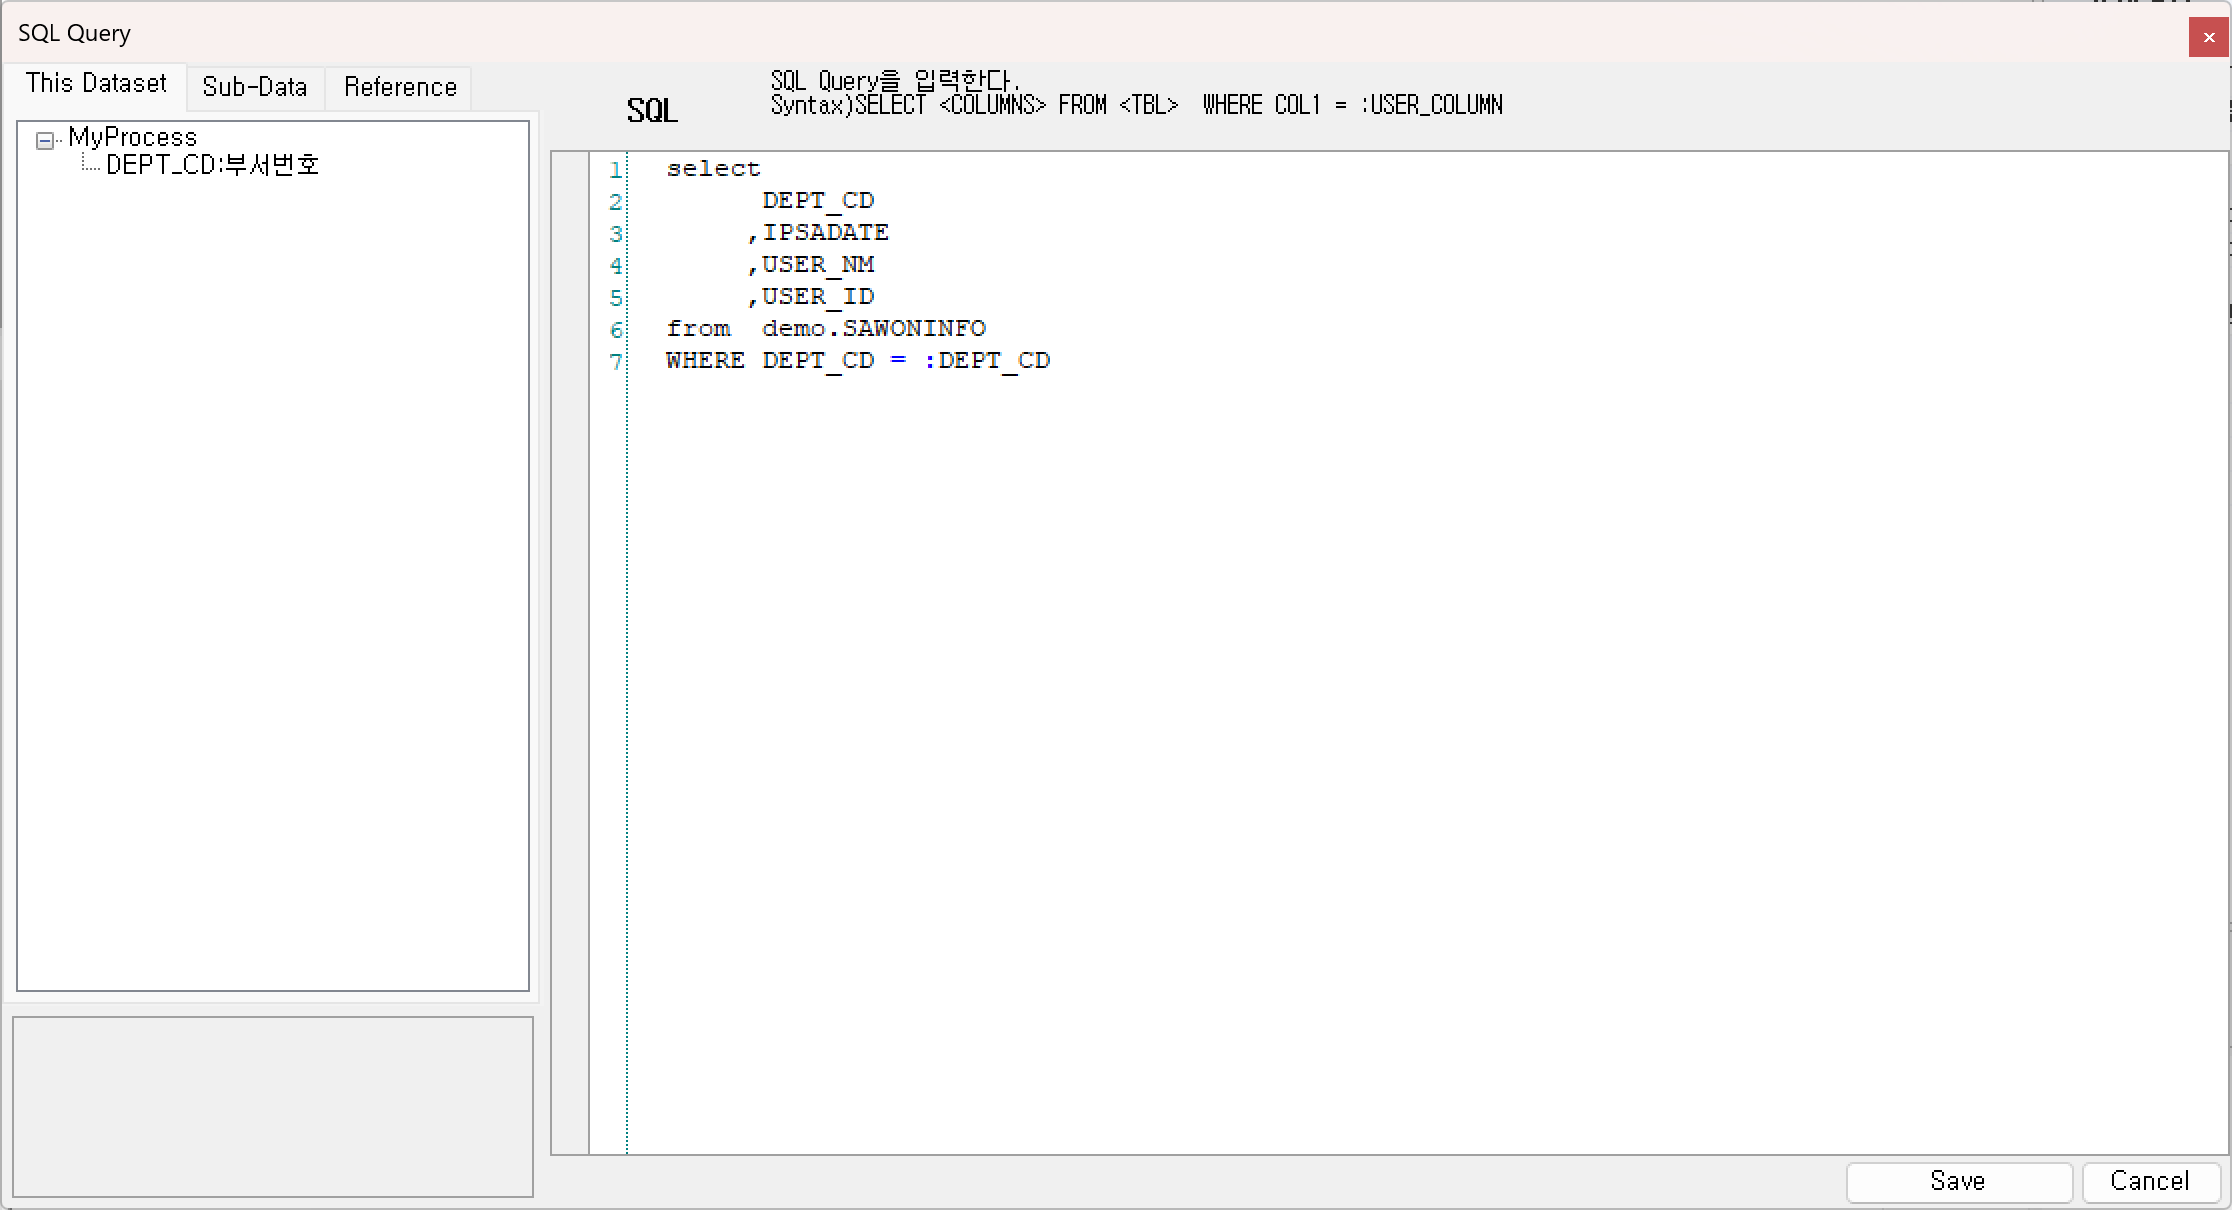 SQL Query
×
This Dataset
Sub-Data
Reference
MyProcess
DEPT_CD:부서번호
SQL
SQL Query을 입력한다.
Syntax)SELECT <COLUMNS> FROM <TBL>  WHERE COL1 = :USER_COLUMN
1 select
2 DEPT_CD
3 ,IPSADATE
4 ,USER_NM
5 ,USER_ID
6 from  demo.SAWONINFO
7 WHERE DEPT_CD = :DEPT_CD
Save
Cancel